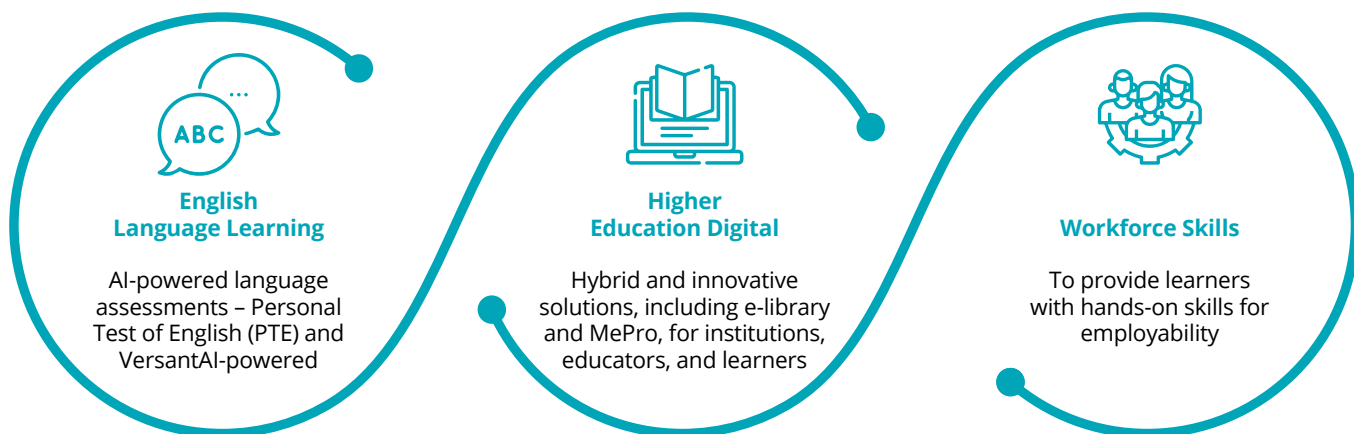 ...
ABC
English
Language Learning
AI-powered language
assessments – Personal
Test of English (PTE) and
VersantAI-powered
Higher
Education Digital
Hybrid and innovative
solutions, including e-library
and MePro, for institutions,
educators, and learners
Workforce Skills
To provide learners
with hands-on skills for
employability